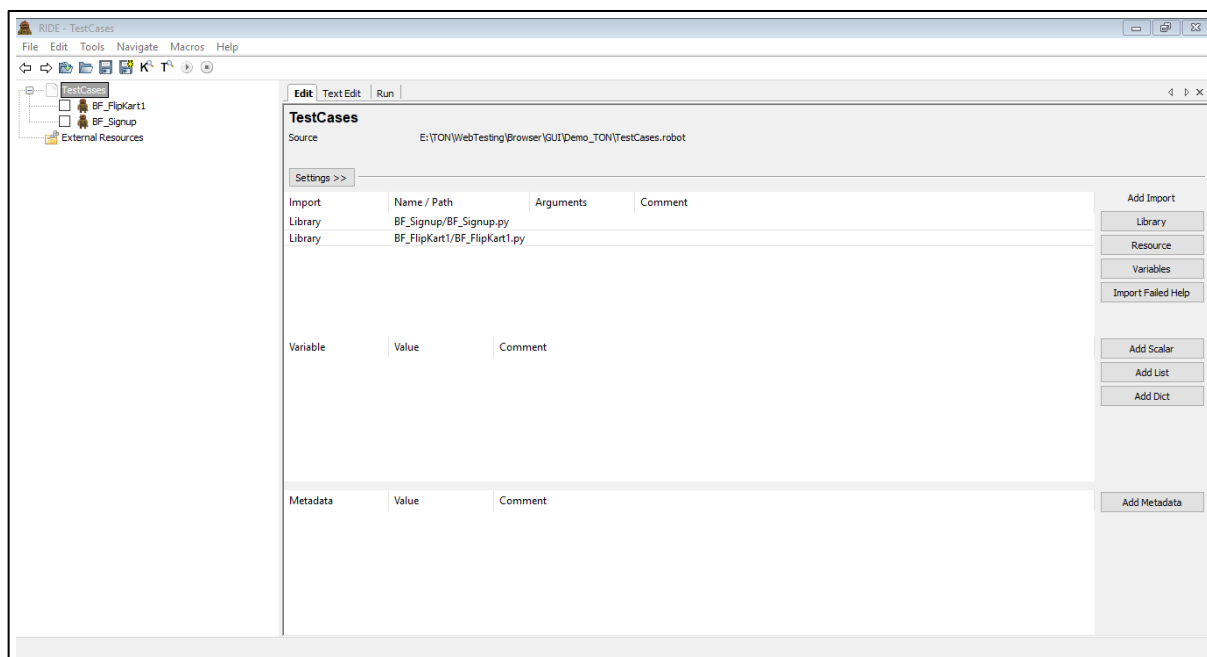 RIDE - TestCases
File Edit Tools Navigate Macros Help
TestCases
BF_FlipKart1
BF_Signup
External Resources
Edit Text Edit Run
TestCases
Source E:\TON\WebTesting\Browser\GUI\Demo_TON\TestCases.robot
Settings >>
Import Name / Path Arguments Comment Add Import
Library BF_Signup/BF_Signup.py Library
Library BF_FlipKart1/BF_FlipKart1.py
Resource
Variables
Import Failed Help
Variable Value Comment Add Scalar
Add List
Add Dict
Metadata Value Comment Add Metadata